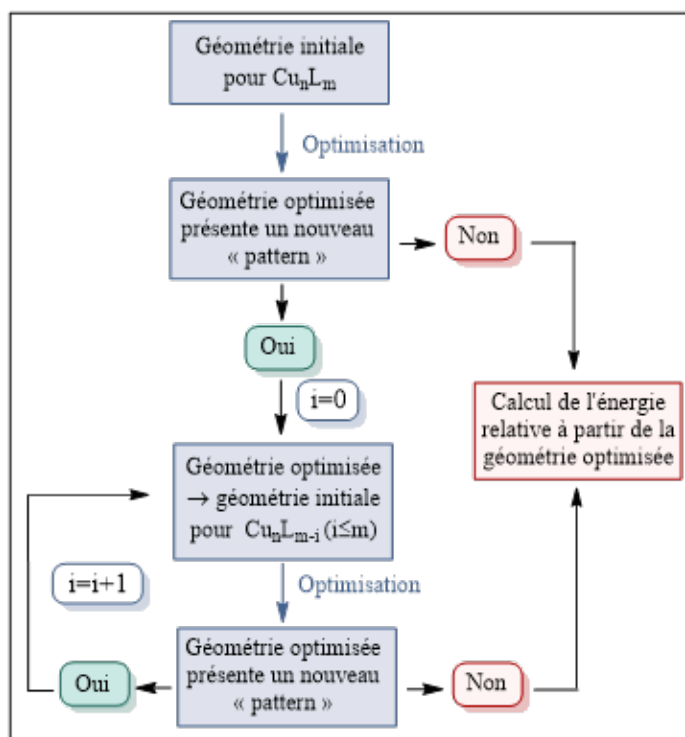 Géométrie initiale
pour CuₙLₘ
Optimisation
Géométrie optimisée
présente un nouveau
« pattern »
Non
Oui
i=0
Calcul de l'énergie
relative à partir de la
géométrie optimisée
Géométrie optimisée
→ géométrie initiale
pour CuₙLₘ₋ᵢ (i≤m)
i=i+1
Optimisation
Géométrie optimisée
présente un nouveau
« pattern »
Oui
Non